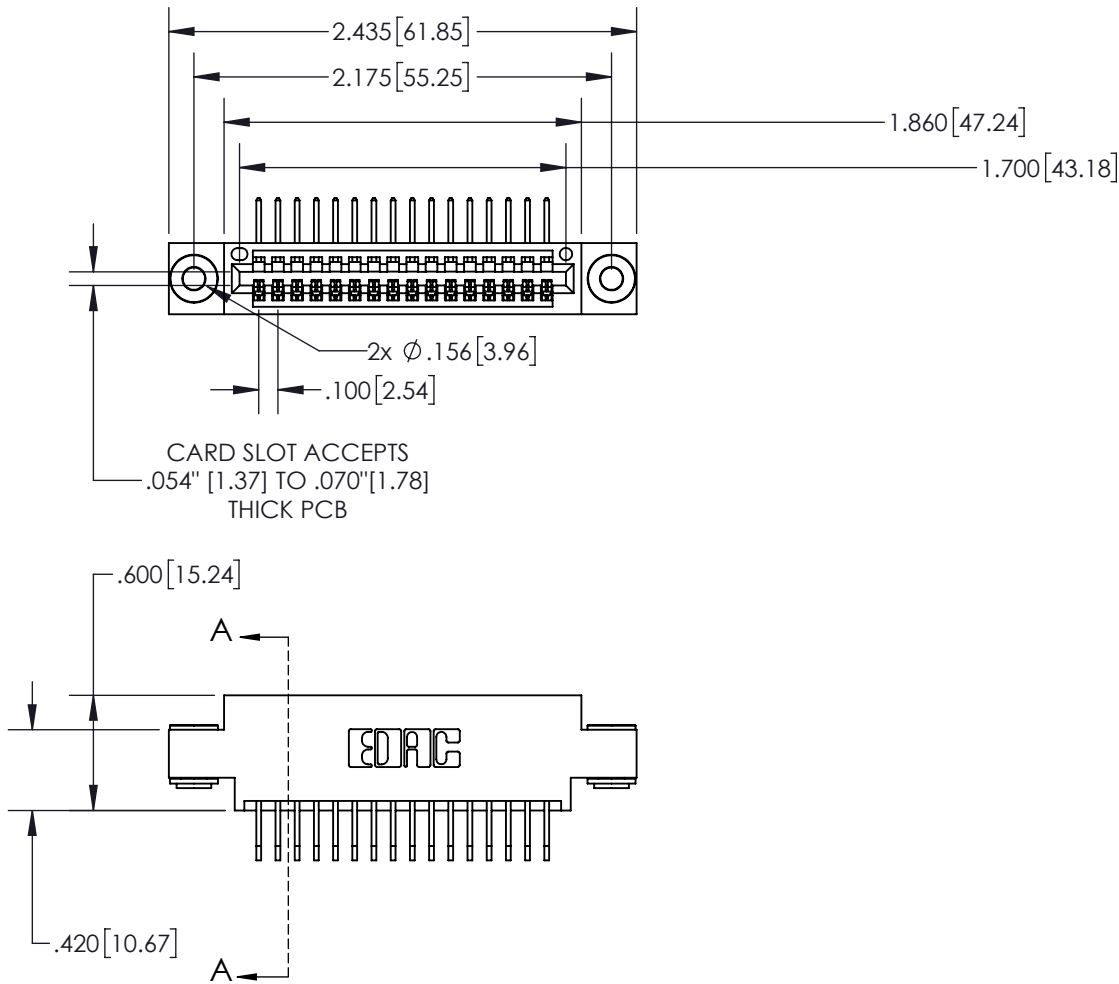 2.435[61.85]
2.175[55.25]
1.860[47.24]
1.700[43.18]
2x Ø.156[3.96]
.100[2.54]
CARD SLOT ACCEPTS
.054" [1.37] TO .070"[1.78]
THICK PCB
.600[15.24]
A
EDAC
.420[10.67]
A